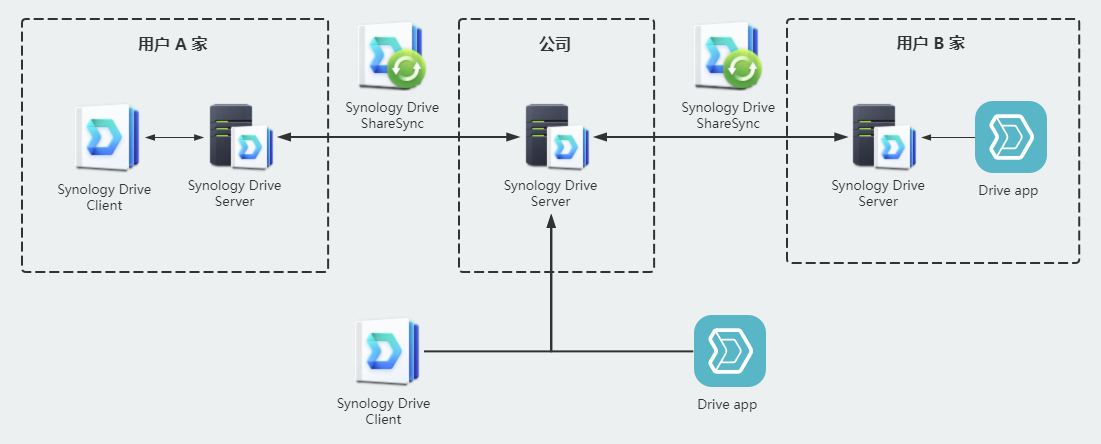 用户 A 家
公司
用户 B 家
Synology Drive
ShareSync
Synology Drive
ShareSync
Synology Drive
Client
Synology Drive
Server
Synology Drive
Server
Synology Drive
Server
Drive app
Synology Drive
Client
Drive app